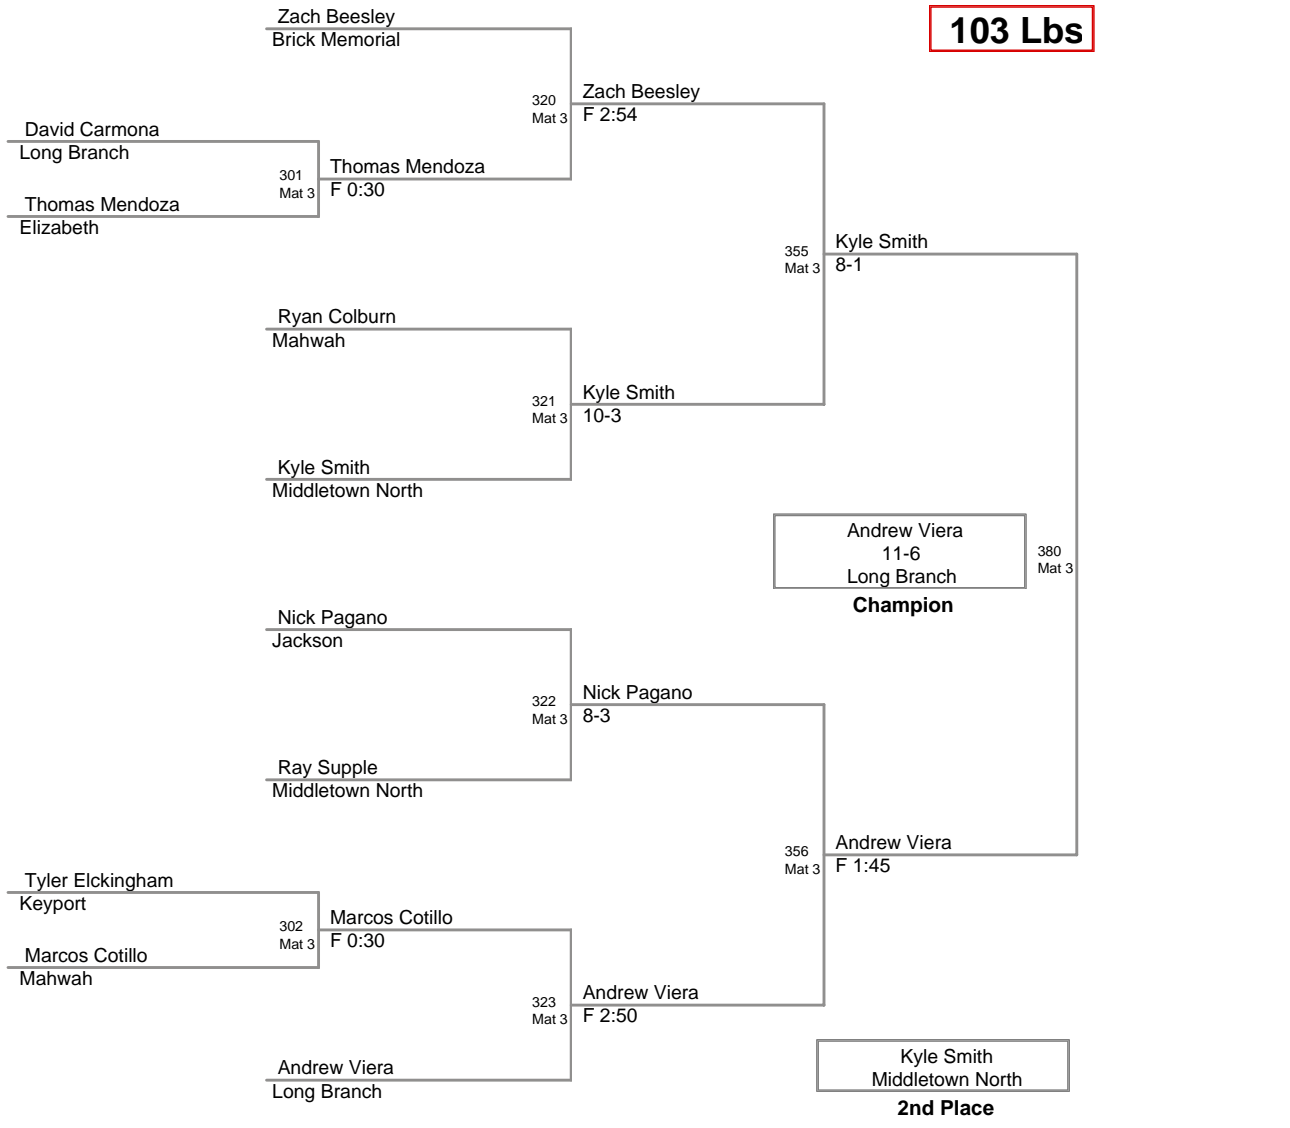 Zach Beesley
Brick Memorial
103 Lbs
320
Mat 3
Zach Beesley
F 2:54
David Carmona
Long Branch
301
Mat 3
Thomas Mendoza
F 0:30
Thomas Mendoza
Elizabeth
355
Mat 3
Kyle Smith
8-1
Ryan Colburn
Mahwah
321
Mat 3
Kyle Smith
10-3
Kyle Smith
Middletown North
Andrew Viera
11-6
Long Branch
Champion
380
Mat 3
Nick Pagano
Jackson
322
Mat 3
Nick Pagano
8-3
Ray Supple
Middletown North
356
Mat 3
Andrew Viera
F 1:45
Tyler Elckingham
Keyport
302
Mat 3
Marcos Cotillo
F 0:30
Marcos Cotillo
Mahwah
323
Mat 3
Andrew Viera
F 2:50
Andrew Viera
Long Branch
Kyle Smith
Middletown North
2nd Place